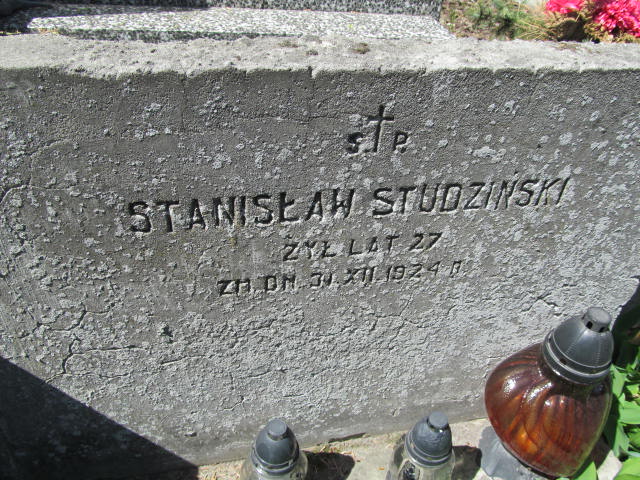 Ś. † P.
STANISŁAW STUDZIŃSKI
ŻYŁ LAT 27
ZM. DN. 31.XII.1924 R.